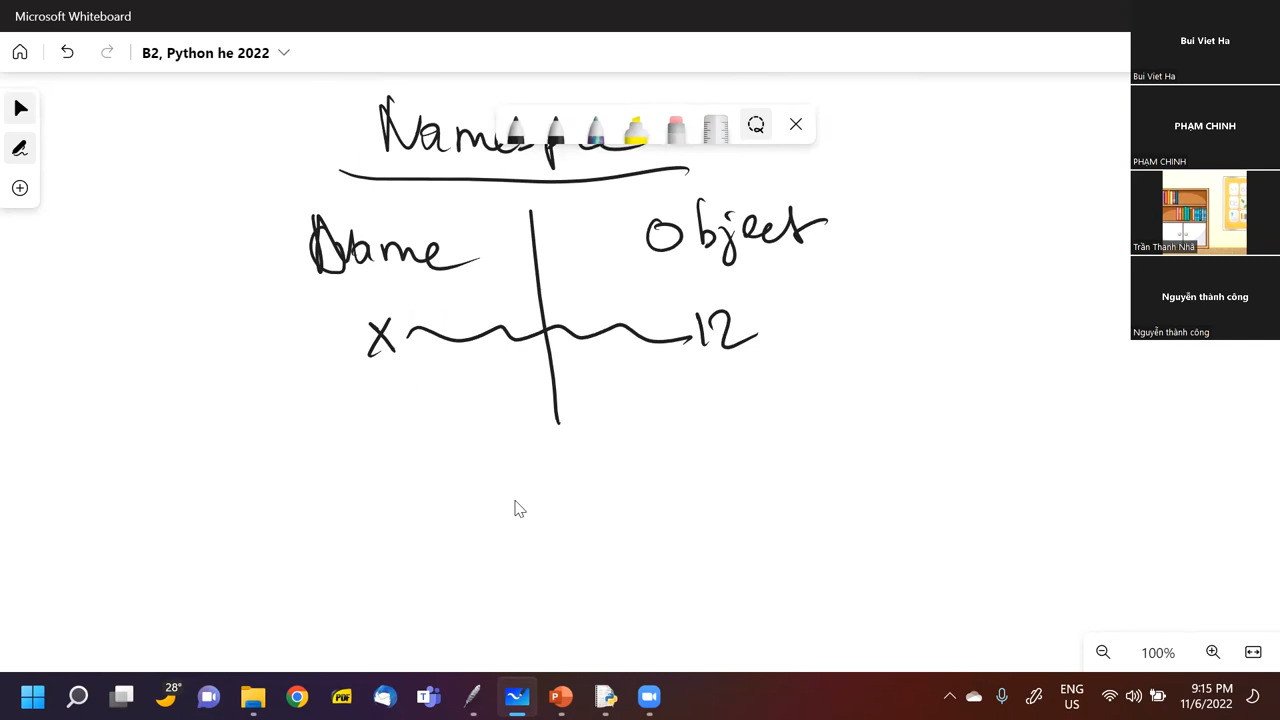 Microsoft Whiteboard
B2, Python he 2022
Bui Viet Ha
Bui Viet Ha
PHẠM CHINH
PHẠM CHINH
Trần Thanh Nhã
Nguyễn thành công
Nguyễn thành công
Name
Object
X
12
100%
28°
PDF
ENG
US
9:15 PM
11/6/2022